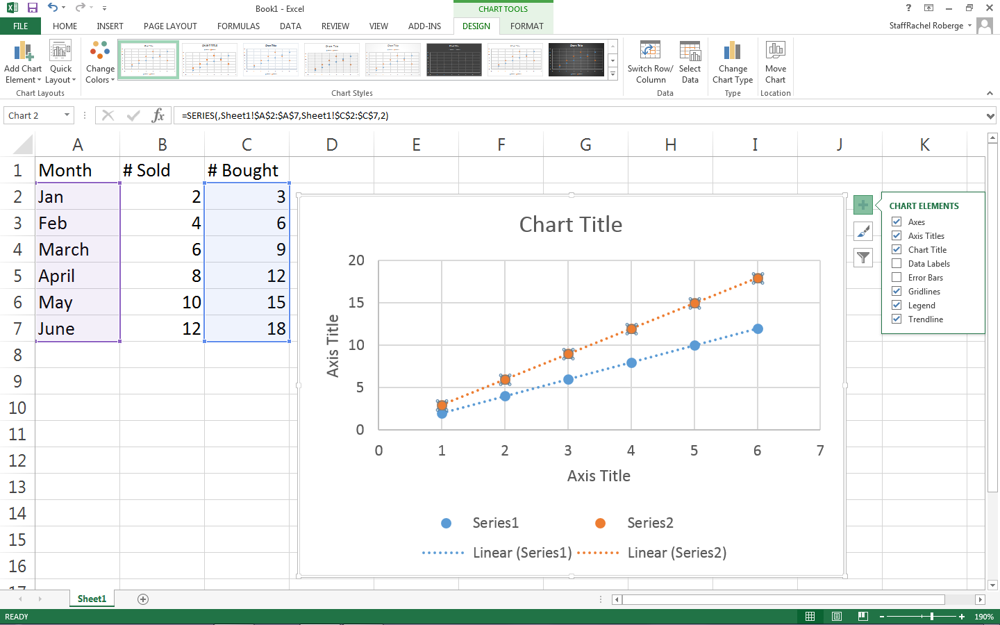 Book1 - Excel
CHART TOOLS
FILE HOME INSERT PAGE LAYOUT FORMULAS DATA REVIEW VIEW ADD-INS DESIGN FORMAT
StaffRachel Roberge
Add Chart Element
Quick Layout
Change Colors
Switch Row/ Column
Select Data
Change Chart Type
Move Chart
Chart Layouts Chart Styles Data Type Location
Chart 2
fx =SERIES(,Sheet1!$A$2:$A$7,Sheet1!$C$2:$C$7,2)
A B C D E F G H I J K
1 Month # Sold # Bought
2 Jan 2 3
3 Feb 4 6
4 March 6 9
5 April 8 12
6 May 10 15
7 June 12 18
8
9
10
11
12
13
14
15
16
17
Chart Title
20
15
10
5
0
Axis Title
0 1 2 3 4 5 6 7
Axis Title
Series1 Series2
Linear (Series1) Linear (Series2)
CHART ELEMENTS
Axes
Axis Titles
Chart Title
Data Labels
Error Bars
Gridlines
Legend
Trendline
Sheet1
READY
190%